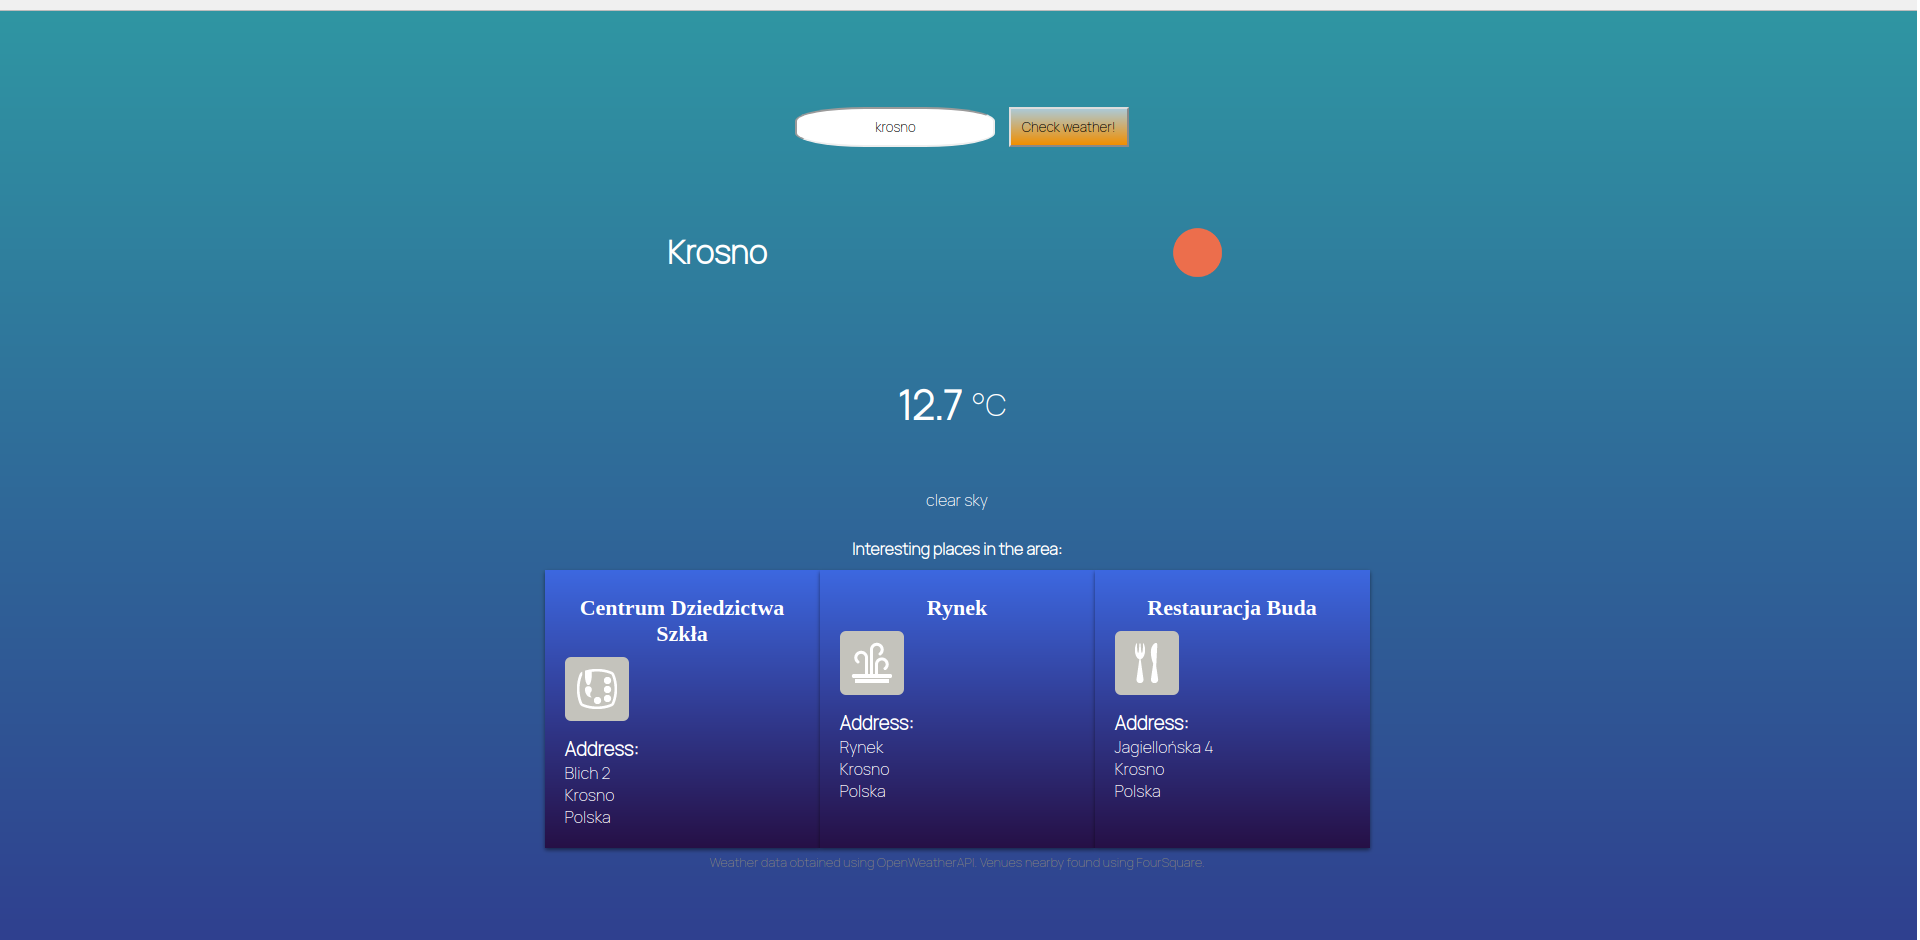 krosno
Check weather!
Krosno
12.7 °C
clear sky
Interesting places in the area:
Centrum Dziedzictwa
Szkła
Address:
Blich 2
Krosno
Polska
Rynek
Address:
Rynek
Krosno
Polska
Restauracja Buda
Address:
Jagiellońska 4
Krosno
Polska
Weather data obtained using OpenWeatherAPI. Venues nearby found using FourSquare.